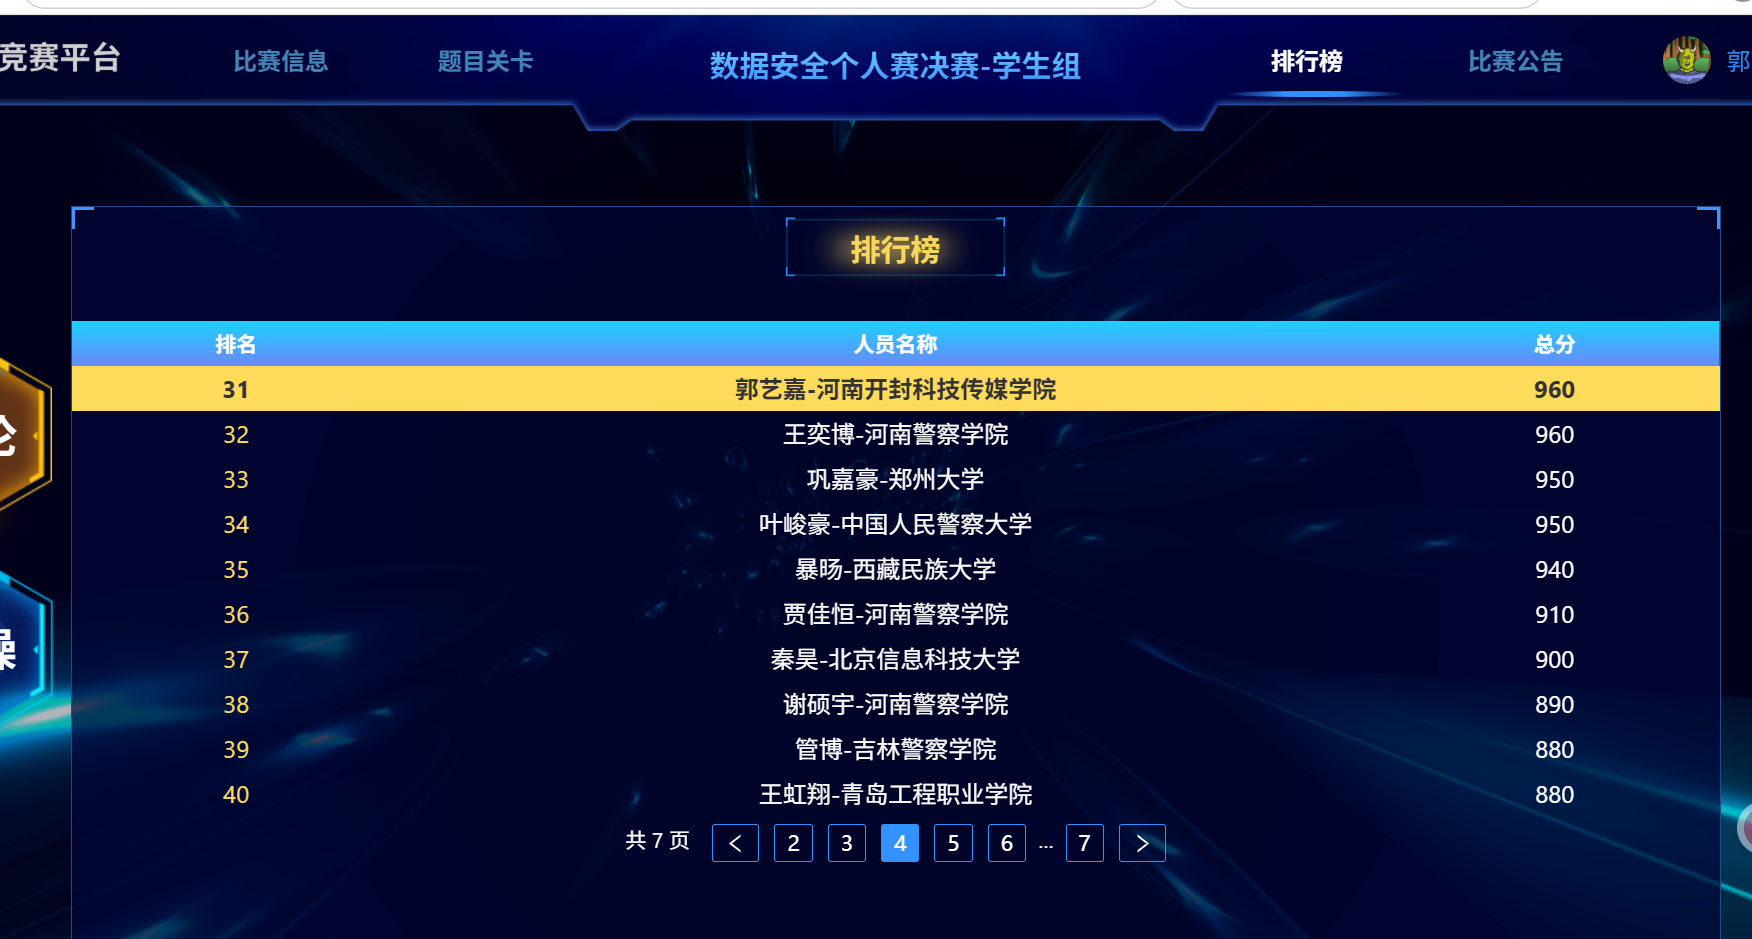 竞赛平台 比赛信息 题目关卡 数据安全个人赛决赛-学生组 排行榜 比赛公告 郭
排行榜
排名 人员名称 总分
31 郭艺嘉-河南开封科技传媒学院 960
32 王奕博-河南警察学院 960
33 巩嘉豪-郑州大学 950
34 叶峻豪-中国人民警察大学 950
35 暴旸-西藏民族大学 940
36 贾佳恒-河南警察学院 910
37 秦昊-北京信息科技大学 900
38 谢硕宇-河南警察学院 890
39 管博-吉林警察学院 880
40 王虹翔-青岛工程职业学院 880
共 7 页 < 2 3 4 5 6 ... 7 >